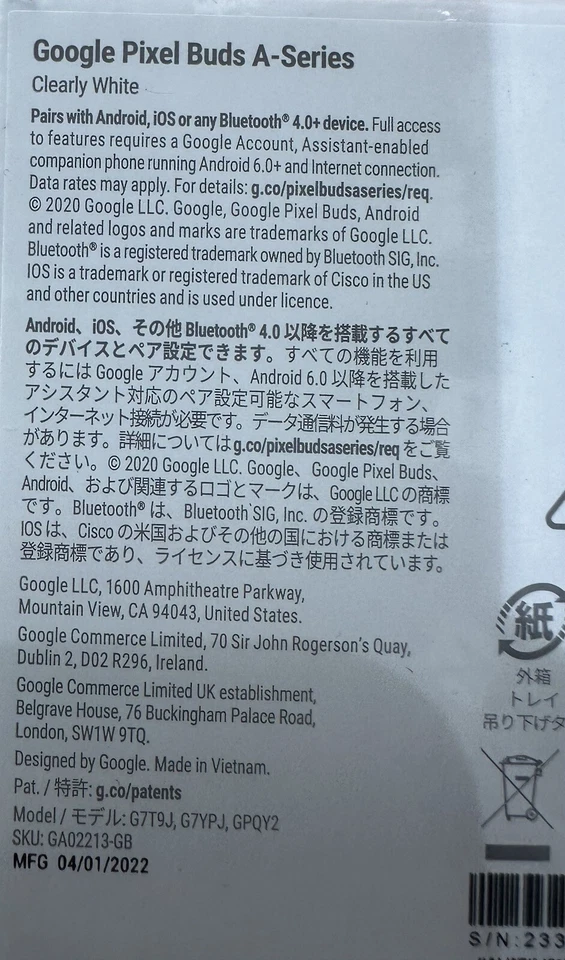 Google Pixel Buds A-Series
Clearly White
Pairs with Android, iOS or any Bluetooth® 4.0+ device. Full access
to features requires a Google Account, Assistant-enabled
companion phone running Android 6.0+ and Internet connection.
Data rates may apply. For details: g.co/pixelbudsaseries/req.
© 2020 Google LLC. Google, Google Pixel Buds, Android
and related logos and marks are trademarks of Google LLC.
Bluetooth® is a registered trademark owned by Bluetooth SIG, Inc.
IOS is a trademark or registered trademark of Cisco in the US
and other countries and is used under licence.
Android、iOS、その他 Bluetooth® 4.0 以降を搭載するすべて
のデバイスとペア設定できます。すべての機能を利用
するには Google アカウント、Android 6.0 以降を搭載した
アシスタント対応のペア設定可能なスマートフォン、
インターネット接続が必要です。データ通信料が発生する場合
があります。詳細については g.co/pixelbudsaseries/req をご覧
ください。© 2020 Google LLC. Google、Google Pixel Buds、
Android、および関連するロゴとマークは、Google LLC の商標
です。Bluetooth® は、Bluetooth SIG, Inc. の登録商標です。
IOS は、Cisco の米国およびその他の国における商標または
登録商標であり、ライセンスに基づき使用されています。
Google LLC, 1600 Amphitheatre Parkway,
Mountain View, CA 94043, United States.
Google Commerce Limited, 70 Sir John Rogerson's Quay,
Dublin 2, D02 R296, Ireland.
Google Commerce Limited UK establishment,
Belgrave House, 76 Buckingham Palace Road,
London, SW1W 9TQ.
Designed by Google. Made in Vietnam.
Pat. / 特許: g.co/patents
Model / モデル: G7T9J, G7YPJ, GPQY2
SKU: GA02213-GB
MFG 04/01/2022
紙
外箱
トレイ
吊り下げタ
S/N:233